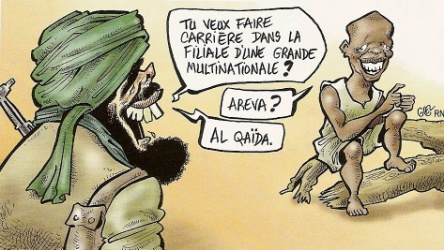 TU VEUX FAIRE
CARRIÈRE DANS LA
FILIALE D'UNE GRANDE
MULTINATIONALE ?
AREVA ?
AL QAÏDA.